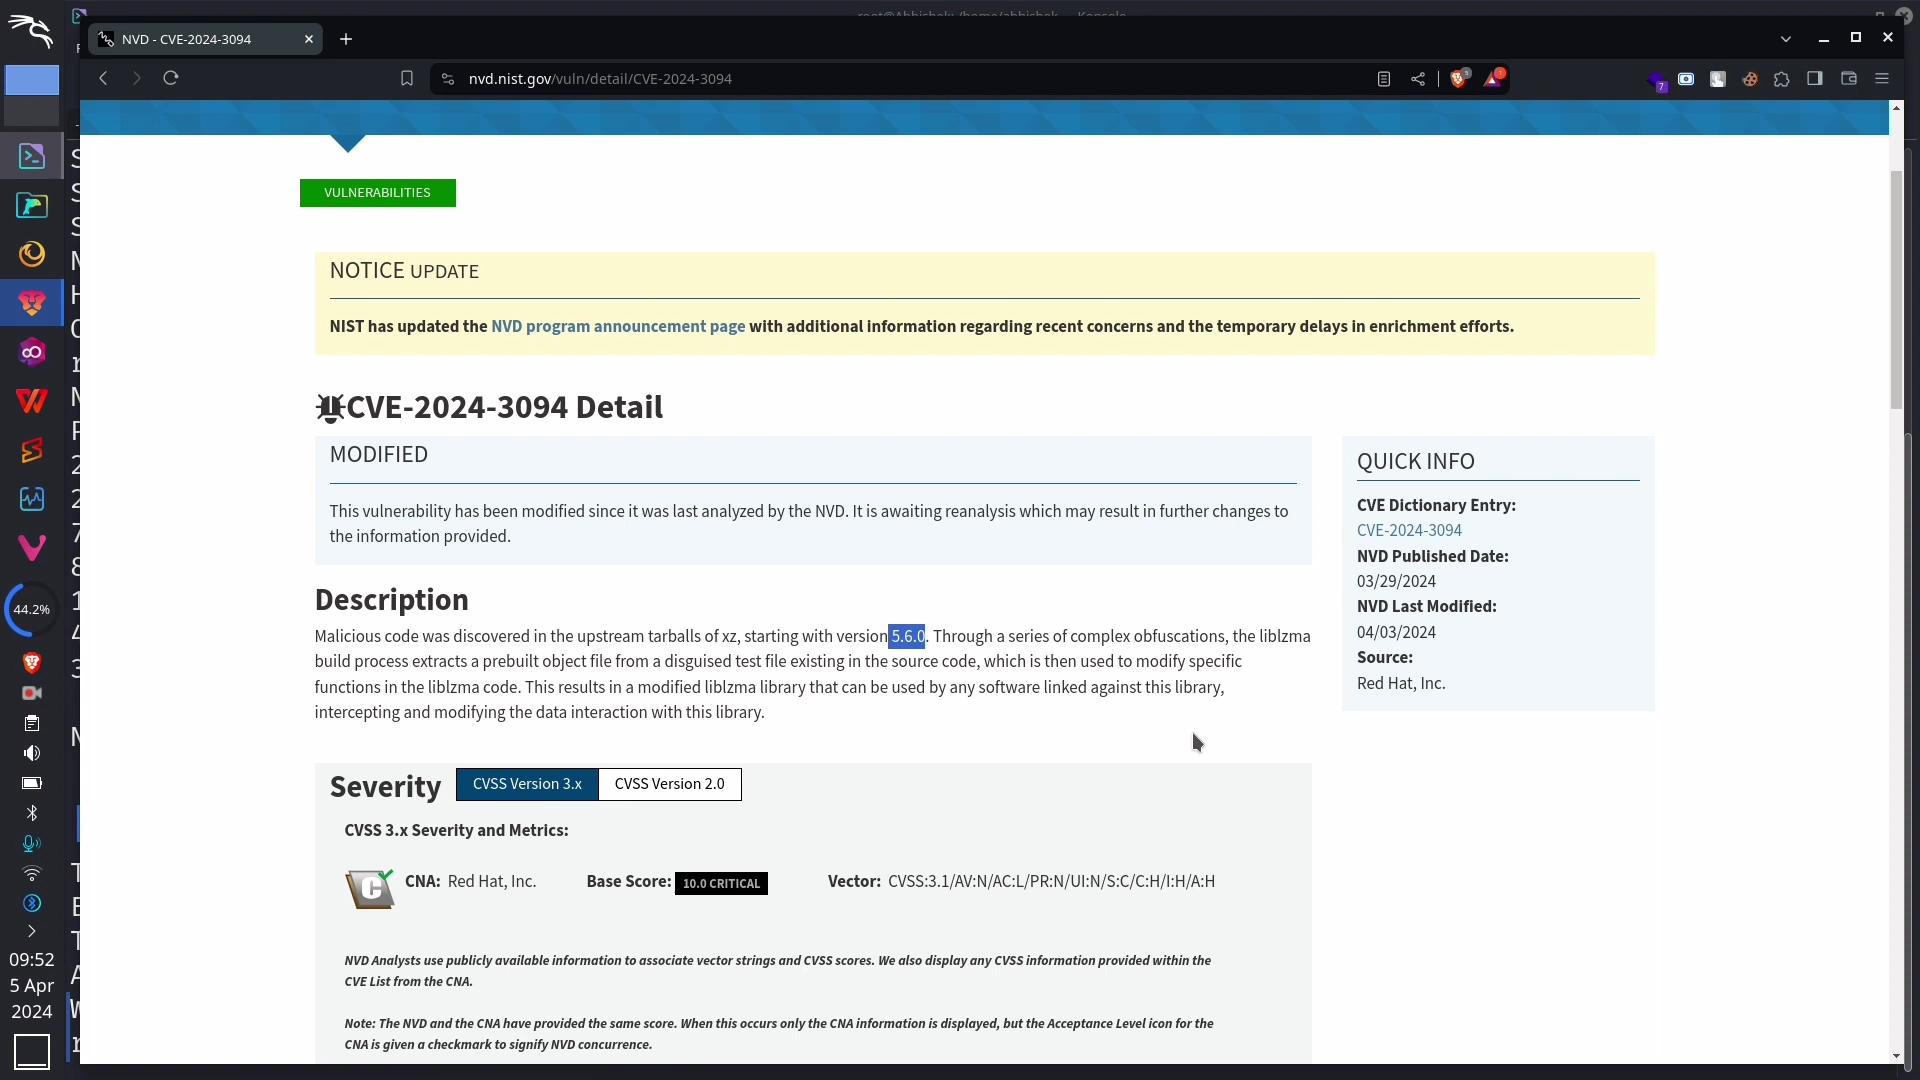 root@Abhishek: /home/abhishek — Konsole
NVD - CVE-2024-3094
nvd.nist.gov/vuln/detail/CVE-2024-3094
7
VULNERABILITIES
NOTICE UPDATE
NIST has updated the NVD program announcement page with additional information regarding recent concerns and the temporary delays in enrichment efforts.
CVE-2024-3094 Detail
MODIFIED
This vulnerability has been modified since it was last analyzed by the NVD. It is awaiting reanalysis which may result in further changes to
the information provided.
QUICK INFO
CVE Dictionary Entry:
CVE-2024-3094
NVD Published Date:
03/29/2024
NVD Last Modified:
04/03/2024
Source:
Red Hat, Inc.
Description
Malicious code was discovered in the upstream tarballs of xz, starting with version 5.6.0. Through a series of complex obfuscations, the liblzma
build process extracts a prebuilt object file from a disguised test file existing in the source code, which is then used to modify specific
functions in the liblzma code. This results in a modified liblzma library that can be used by any software linked against this library,
intercepting and modifying the data interaction with this library.
Severity
CVSS Version 3.x
CVSS Version 2.0
CVSS 3.x Severity and Metrics:
CNA: Red Hat, Inc. Base Score: 10.0 CRITICAL Vector: CVSS:3.1/AV:N/AC:L/PR:N/UI:N/S:C/C:H/I:H/A:H
NVD Analysts use publicly available information to associate vector strings and CVSS scores. We also display any CVSS information provided within the
CVE List from the CNA.
Note: The NVD and the CNA have provided the same score. When this occurs only the CNA information is displayed, but the Acceptance Level icon for the
CNA is given a checkmark to signify NVD concurrence.
44.2%
09:52
5 Apr
2024